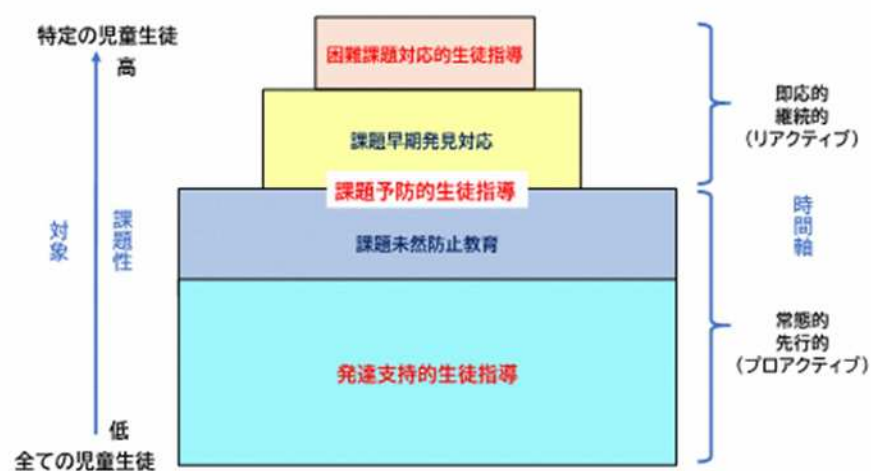 特定の児童生徒
高
困難課題対応的生徒指導
即応的
継続的
(リアクティブ)
課題早期発見対応
課題予防的生徒指導
対象
課題性
時間軸
課題未然防止教育
常態的
先行的
(プロアクティブ)
発達支持的生徒指導
低
全ての児童生徒